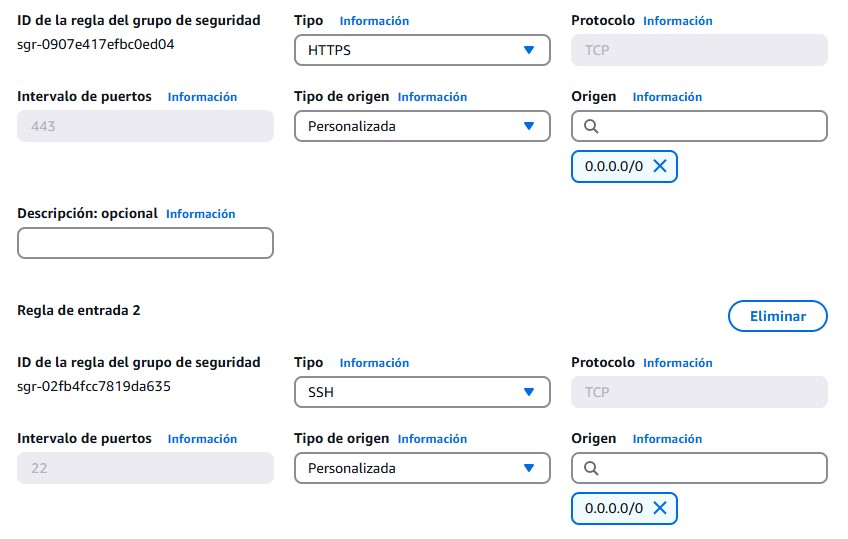 ID de la regla del grupo de seguridad
sgr-0907e417efbc0ed04
Tipo Información
HTTPS
Protocolo Información
TCP
Intervalo de puertos Información
443
Tipo de origen Información
Personalizada
Origen Información
0.0.0.0/0
Descripción: opcional Información
Regla de entrada 2
Eliminar
ID de la regla del grupo de seguridad
sgr-02fb4fcc7819da635
Tipo Información
SSH
Protocolo Información
TCP
Intervalo de puertos Información
22
Tipo de origen Información
Personalizada
Origen Información
0.0.0.0/0